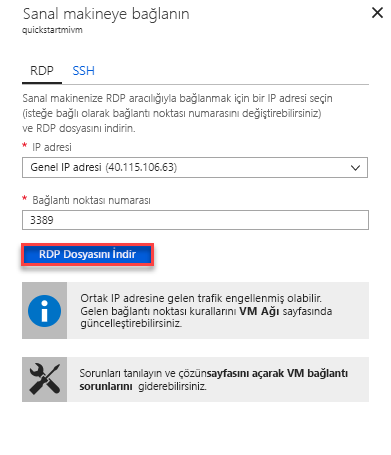 Sanal makineye bağlanın
quickstartmivm
RDP SSH
Sanal makinenize RDP aracılığıyla bağlanmak için bir IP adresi seçin
(isteğe bağlı olarak bağlantı noktası numarasını değiştirebilirsiniz)
ve RDP dosyasını indirin.
* IP adresi
Genel IP adresi (40.115.106.63)
* Bağlantı noktası numarası
3389
RDP Dosyasını İndir
Ortak IP adresine gelen trafik engellenmiş olabilir.
Gelen bağlantı noktası kurallarını VM Ağı sayfasında
güncelleştirebilirsiniz.
Sorunları tanılayın ve çözünsayfasını açarak VM bağlantı
sorunlarını giderebilirsiniz.